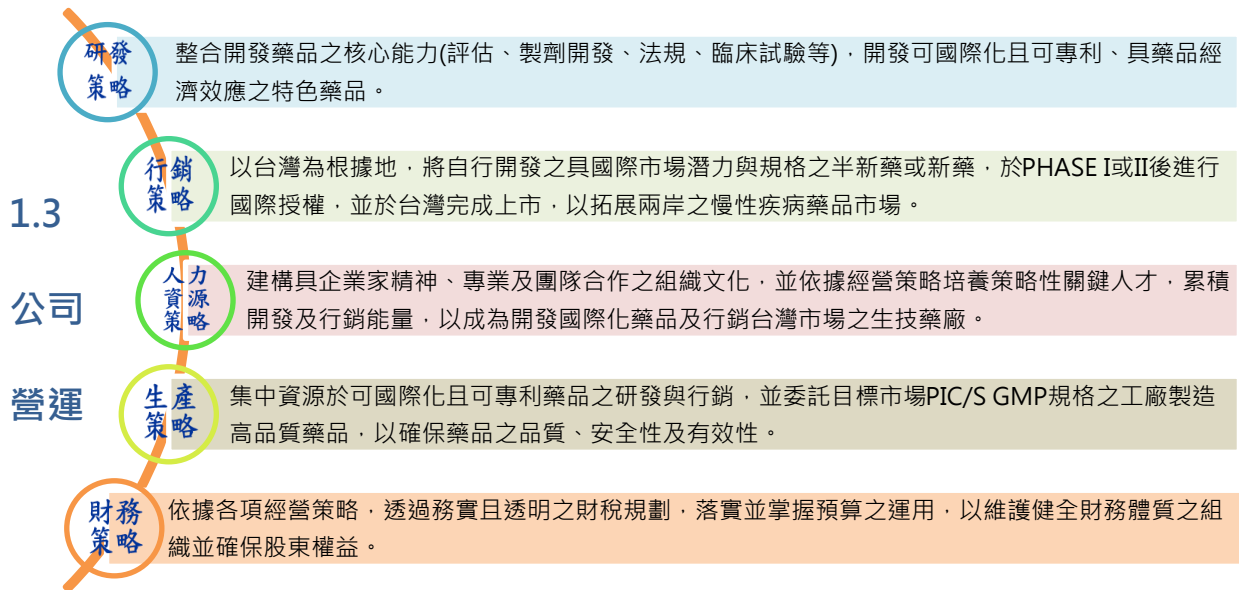 1.3
公司
營運
研發
策略
整合開發藥品之核心能力(評估、製劑開發、法規、臨床試驗等)，開發可國際化且可專利、具藥品經
濟效應之特色藥品。
行銷
策略
以台灣為根據地，將自行開發之具國際市場潛力與規格之半新藥或新藥，於PHASE I或II後進行
國際授權，並於台灣完成上市，以拓展兩岸之慢性疾病藥品市場。
人力
資源
策略
建構具企業家精神、專業及團隊合作之組織文化，並依據經營策略培養策略性關鍵人才，累積
開發及行銷能量，以成為開發國際化藥品及行銷台灣市場之生技藥廠。
生產
策略
集中資源於可國際化且可專利藥品之研發與行銷，並委託目標市場PIC/S GMP規格之工廠製造
高品質藥品，以確保藥品之品質、安全性及有效性。
財務
策略
依據各項經營策略，透過務實且透明之財稅規劃，落實並掌握預算之運用，以維護健全財務體質之組
織並確保股東權益。